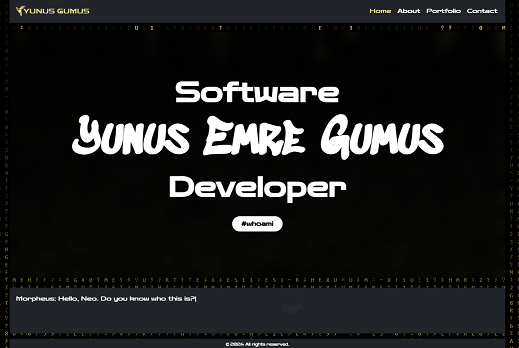 YUNUS GUMUS
Home About Portfolio Contact
Software
YUNUS EMRE GUMUS
Developer
#whoami
Morpheus: Hello, Neo. Do you know who this is?|
© 2024 All rights reserved.